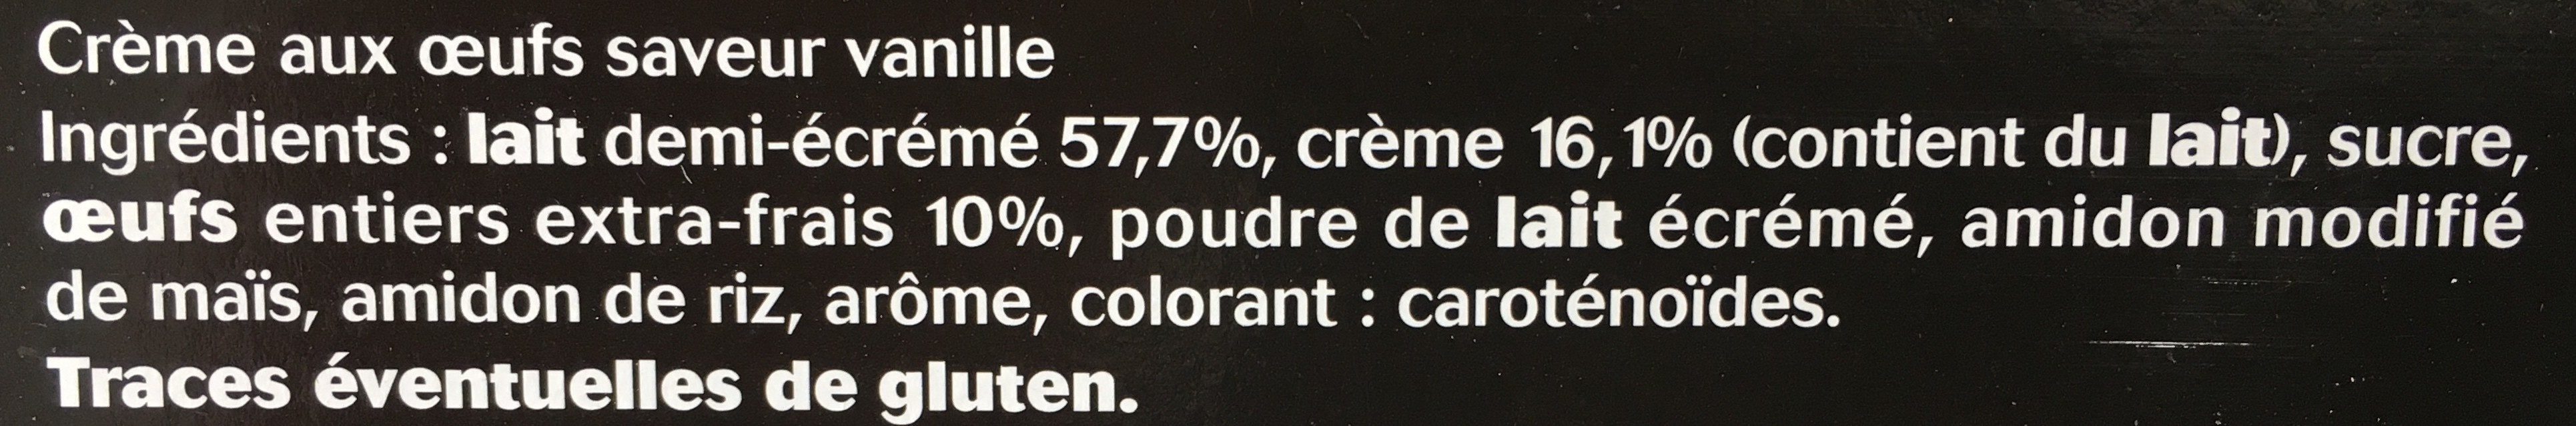 Crème aux œufs saveur vanille
Ingrédients : lait demi-écrémé 57,7%, crème 16,1% (contient du lait), sucre,
œufs entiers extra-frais 10%, poudre de lait écrémé, amidon modifié
de maïs, amidon de riz, arôme, colorant : caroténoïdes.
Traces éventuelles de gluten.